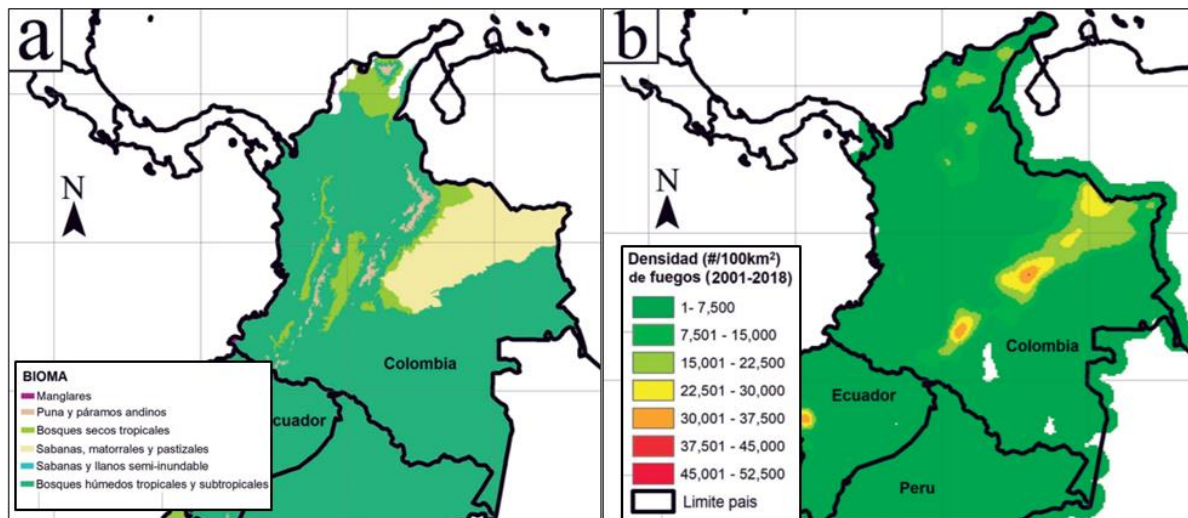 a
N
Colombia
cuador
BIOMA
Manglares
Puna y páramos andinos
Bosques secos tropicales
Sabanas, matorrales y pastizales
Sabanas y llanos semi-inundable
Bosques húmedos tropicales y subtropicales
b
N
Densidad (#/100km²)
de fuegos (2001-2018)
1- 7,500
7,501 - 15,000
15,001 - 22,500
22,501 - 30,000
30,001 - 37,500
37,501 - 45,000
45,001 - 52,500
Limite pais
Colombia
Ecuador
Peru